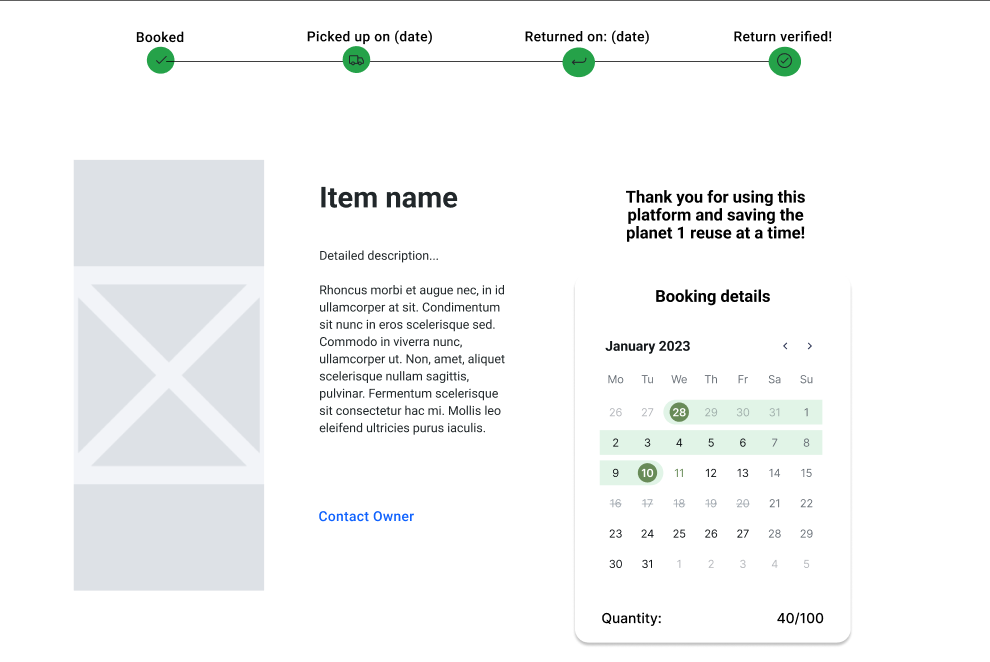 Booked
Picked up on (date)
Returned on: (date)
Return verified!
Item name
Detailed description...
Rhoncus morbi et augue nec, in id
ullamcorper at sit. Condimentum
sit nunc in eros scelerisque sed.
Commodo in viverra nunc,
ullamcorper ut. Non, amet, aliquet
scelerisque nullam sagittis,
pulvinar. Fermentum scelerisque
sit consectetur hac mi. Mollis leo
eleifend ultricies purus iaculis.
Contact Owner
Thank you for using this
platform and saving the
planet 1 reuse at a time!
Booking details
January 2023
Mo Tu We Th Fr Sa Su
26 27 28 29 30 31 1
2 3 4 5 6 7 8
9 10 11 12 13 14 15
16 17 18 19 20 21 22
23 24 25 26 27 28 29
30 31 1 2 3 4 5
Quantity: 40/100